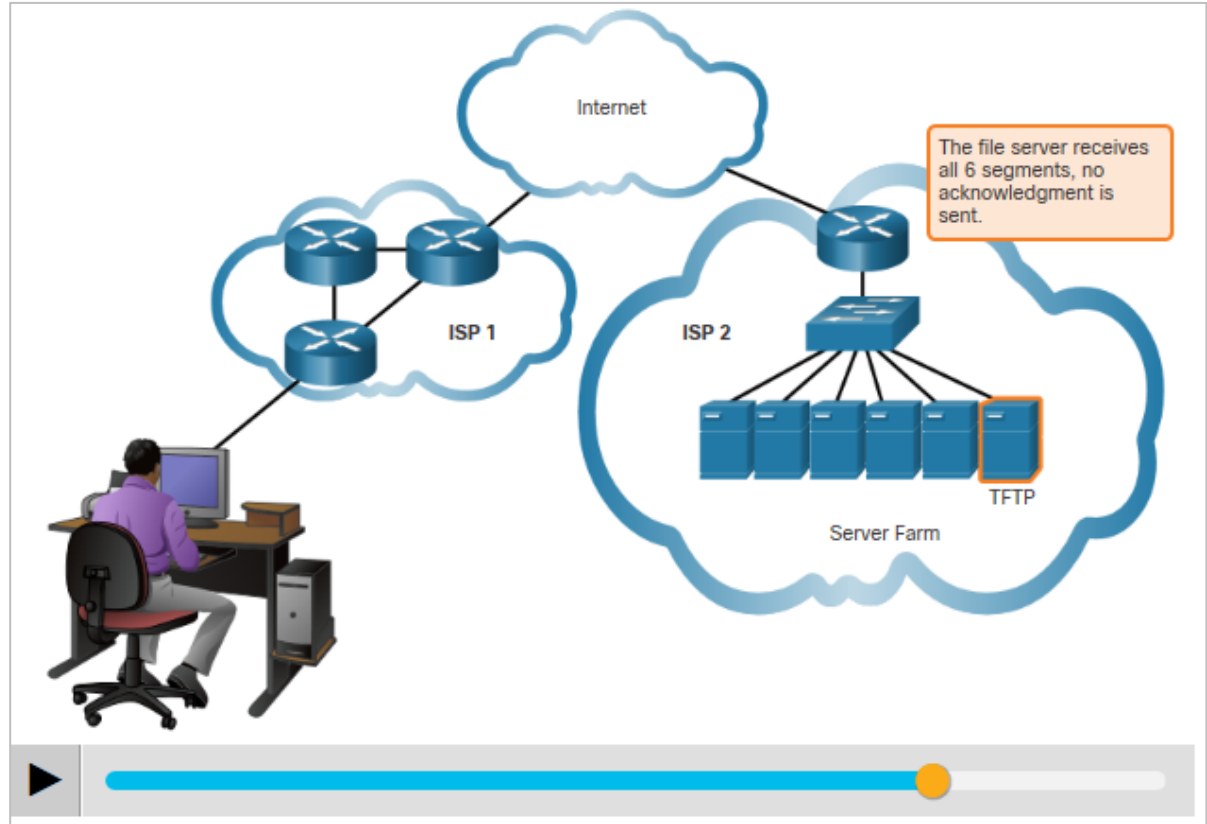 Internet
The file server receives
all 6 segments, no
acknowledgment is
sent.
ISP 1
ISP 2
TFTP
Server Farm